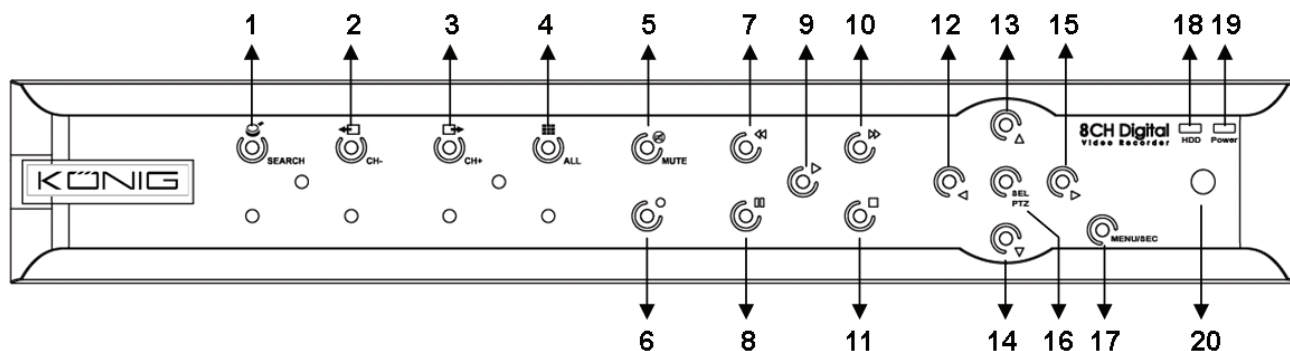 1 2 3 4 5 7 9 10 12 13 15 18 19
8CH Digital
Video Recorder
HDD Power
SEARCH CH- CH+ ALL MUTE
KÖNIG
SEL
PTZ
MENU/SEC
6 8 11 14 16 17 20